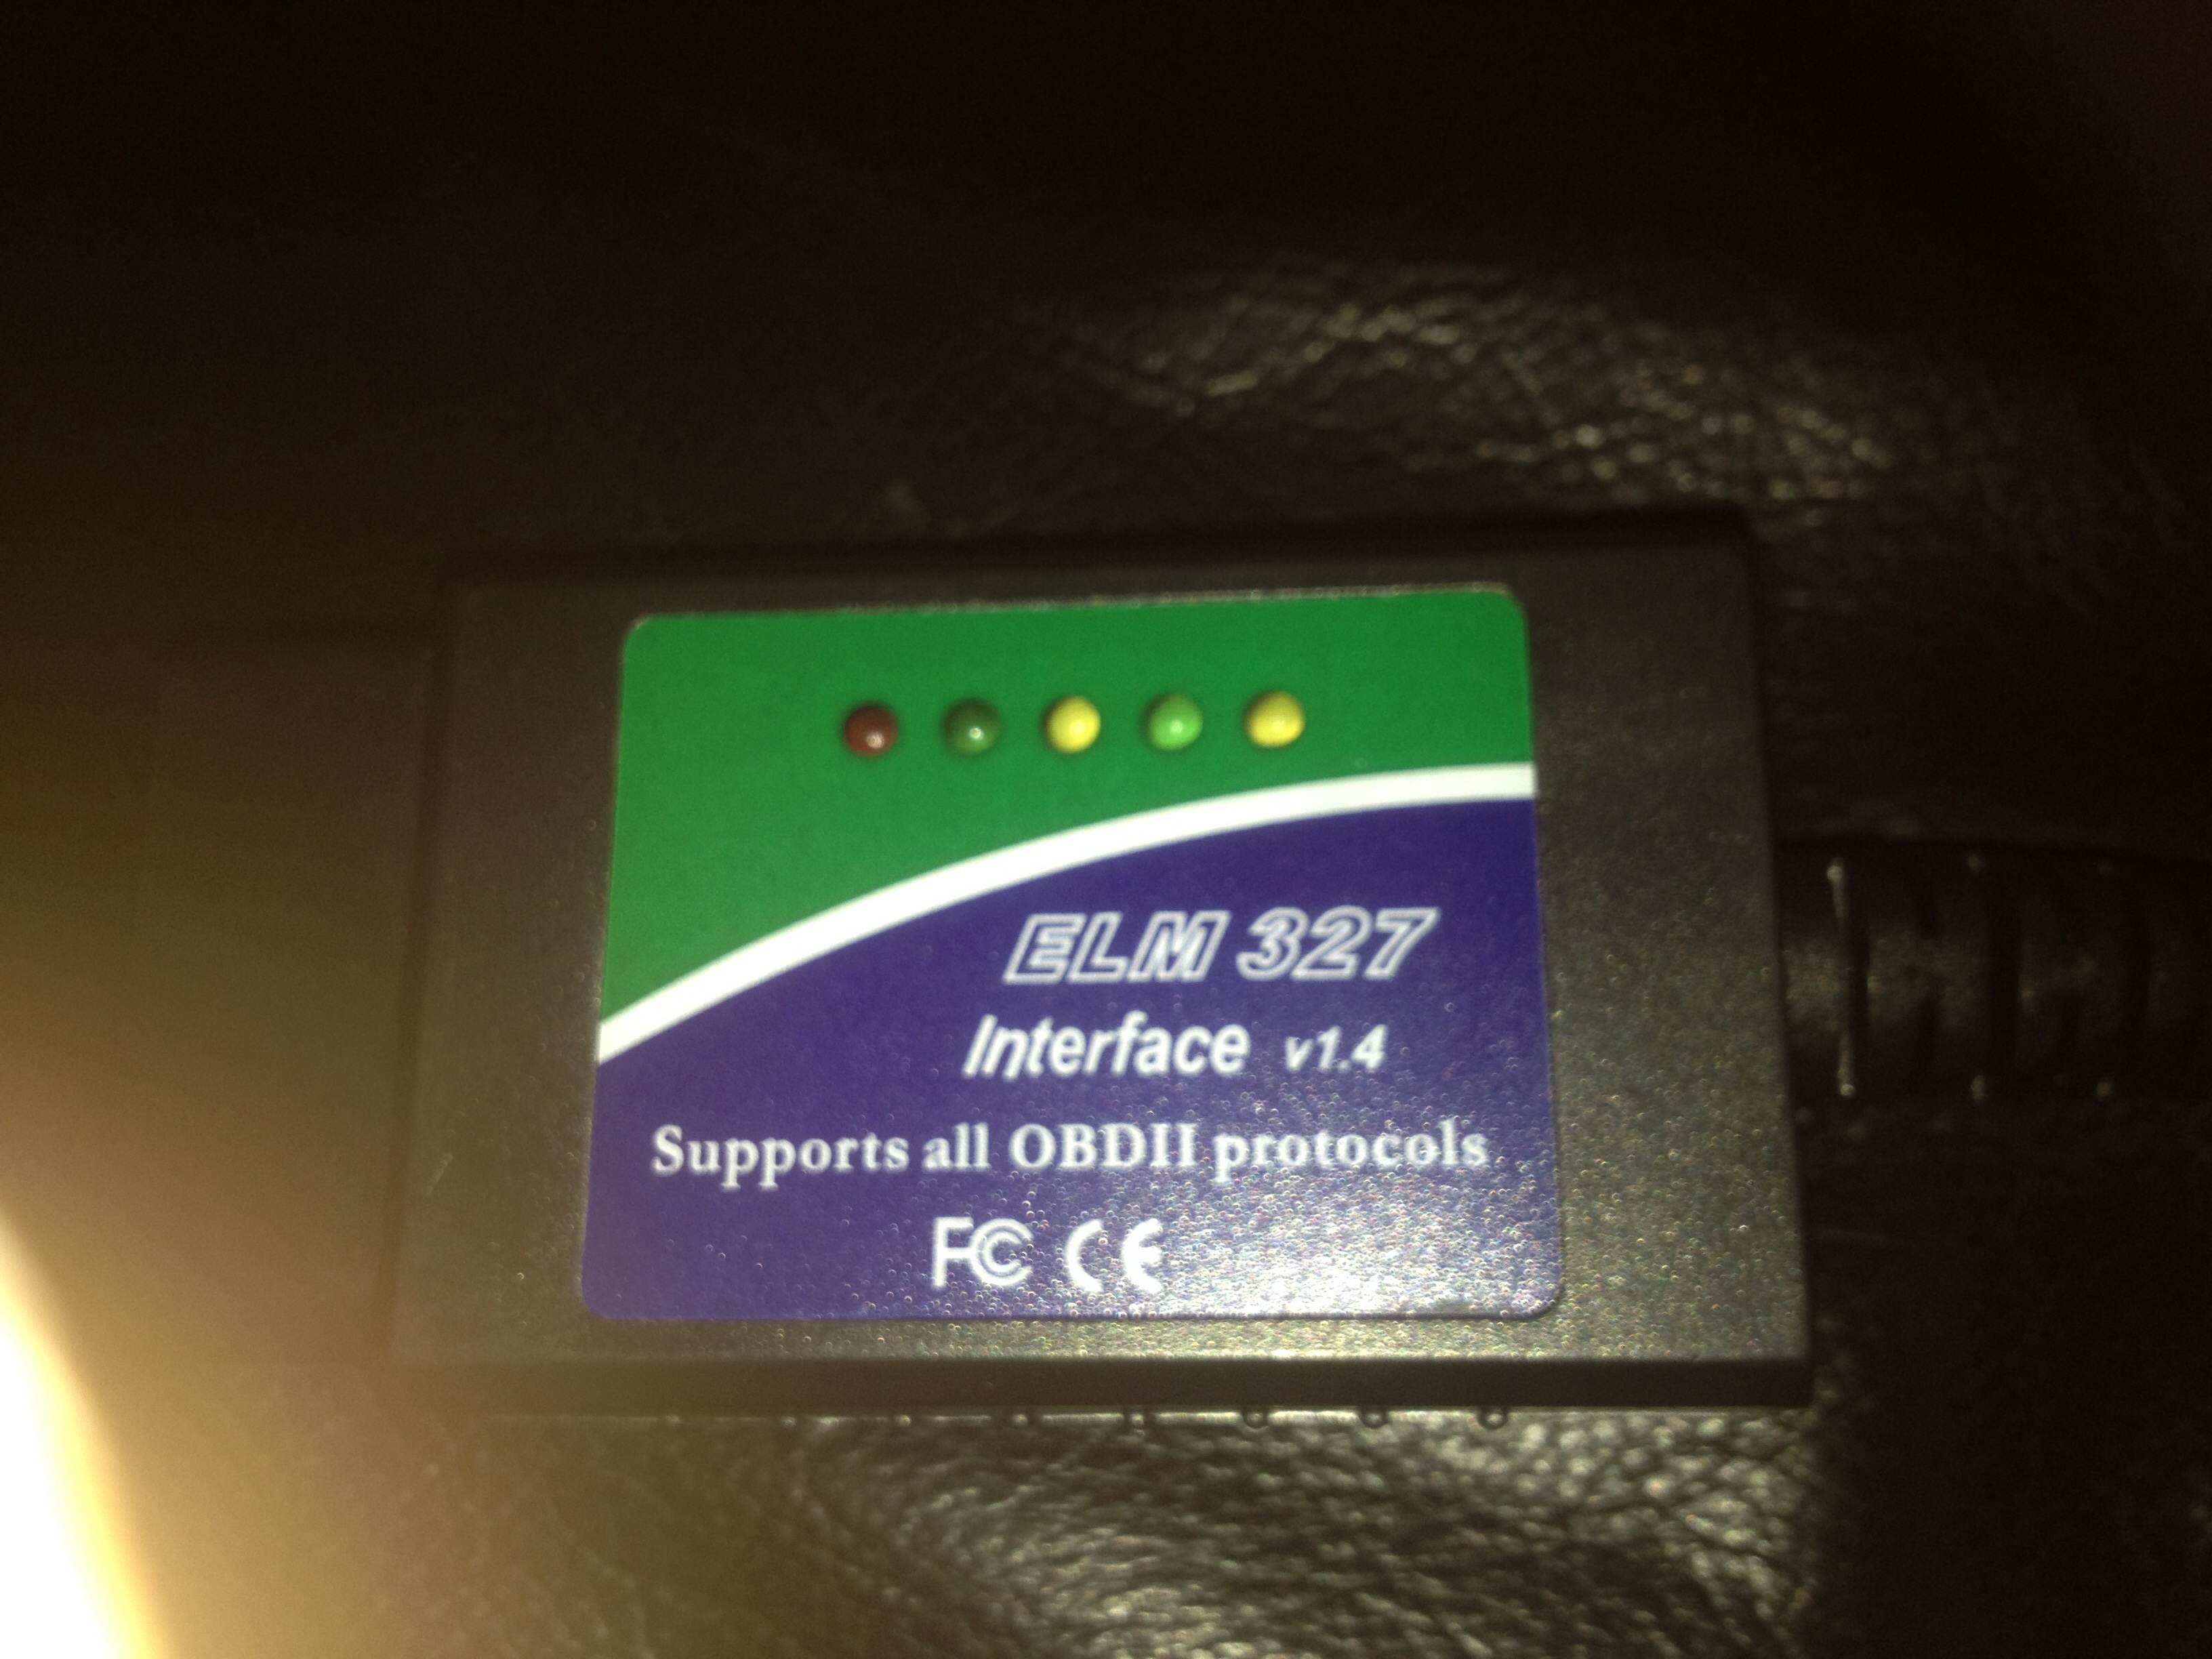 ELM 327
Interface v1.4
Supports all OBDII protocols
FC CE